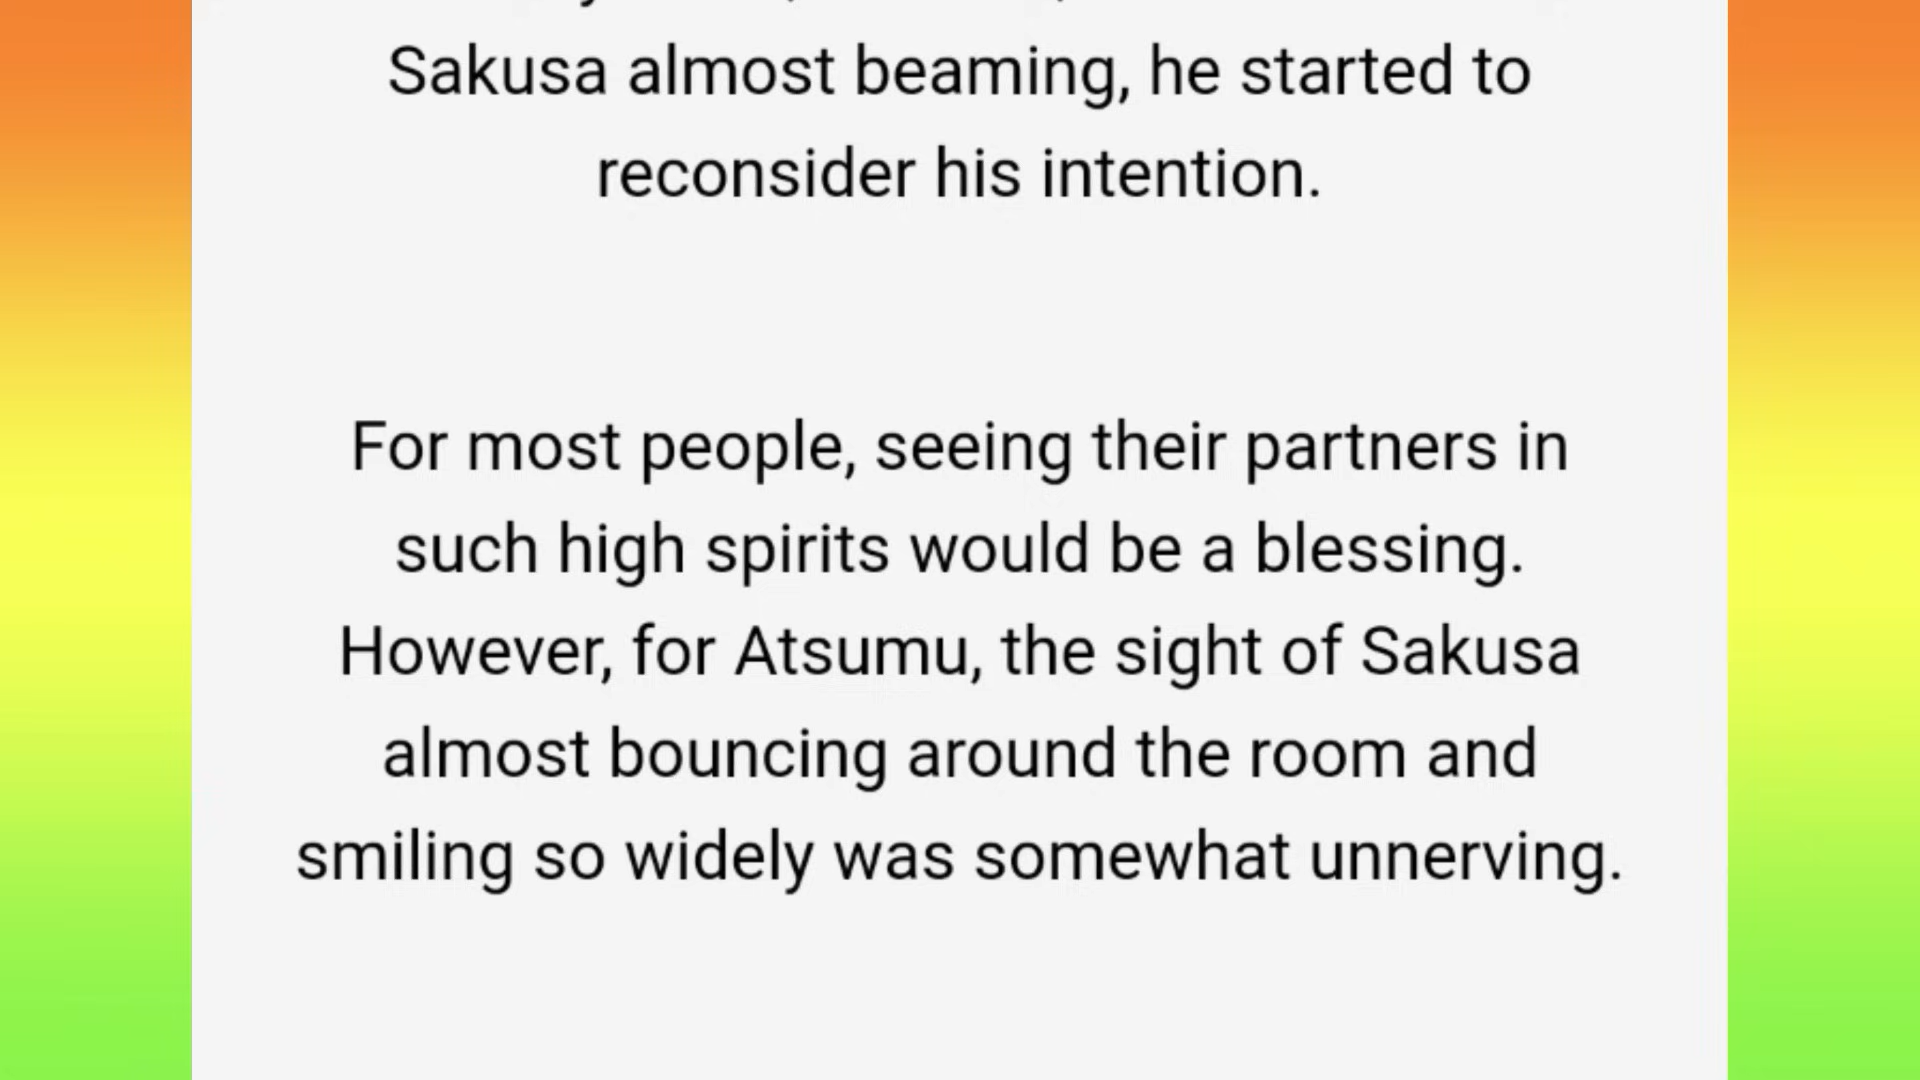 Sakusa almost beaming, he started to
reconsider his intention.
For most people, seeing their partners in
such high spirits would be a blessing.
However, for Atsumu, the sight of Sakusa
almost bouncing around the room and
smiling so widely was somewhat unnerving.